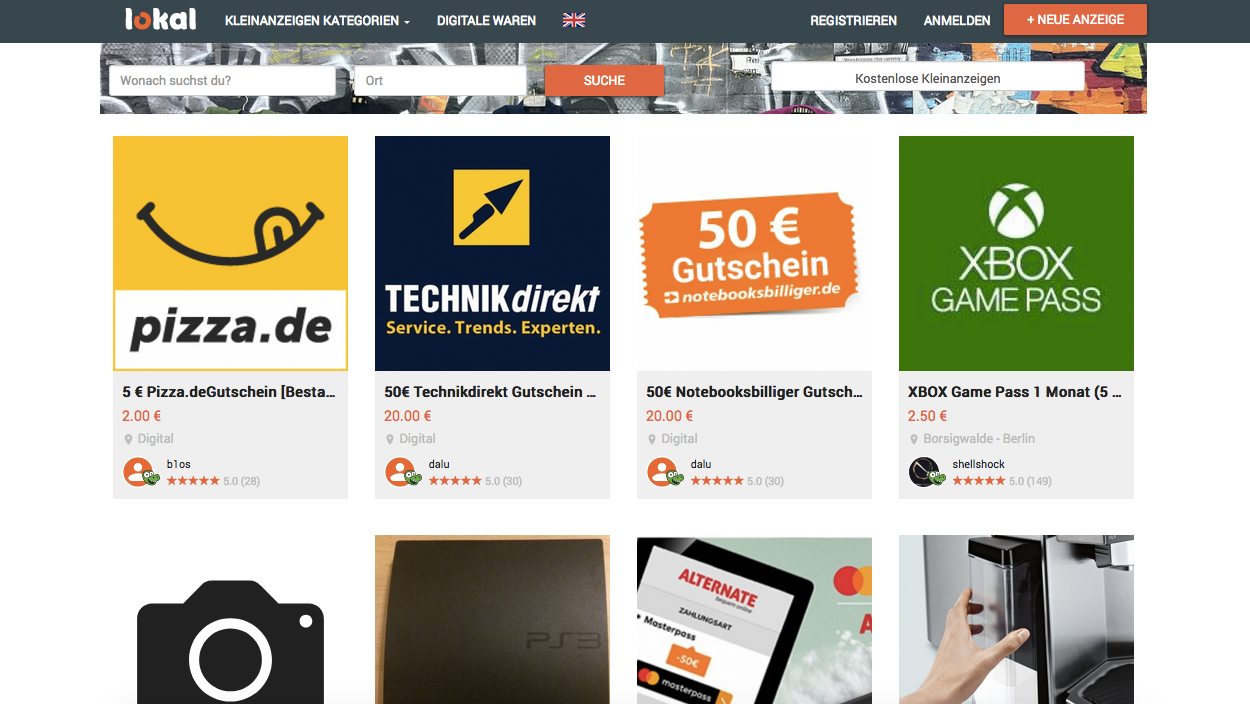 lokal
KLEINANZEIGEN KATEGORIEN
DIGITALE WAREN
REGISTRIEREN
ANMELDEN
+ NEUE ANZEIGE
Wonach suchst du?
Ort
SUCHE
Kostenlose Kleinanzeigen
pizza.de
TECHNIKdirekt
Service. Trends. Experten.
50 €
Gutschein
notebooksbilliger.de
XBOX
GAME PASS
5 € Pizza.deGutschein [Besta...
2.00 €
Digital
b1os
5.0 (28)
50€ Technikdirekt Gutschein ...
20.00 €
Digital
dalu
5.0 (30)
50€ Notebooksbilliger Gutsch...
20.00 €
Digital
dalu
5.0 (30)
XBOX Game Pass 1 Monat (5 ...
2.50 €
Borsigwalde - Berlin
shellshock
5.0 (149)
PS3
ALTERNATE
bequem online
ZAHLUNGSART
Masterpass
-50€
masterpass